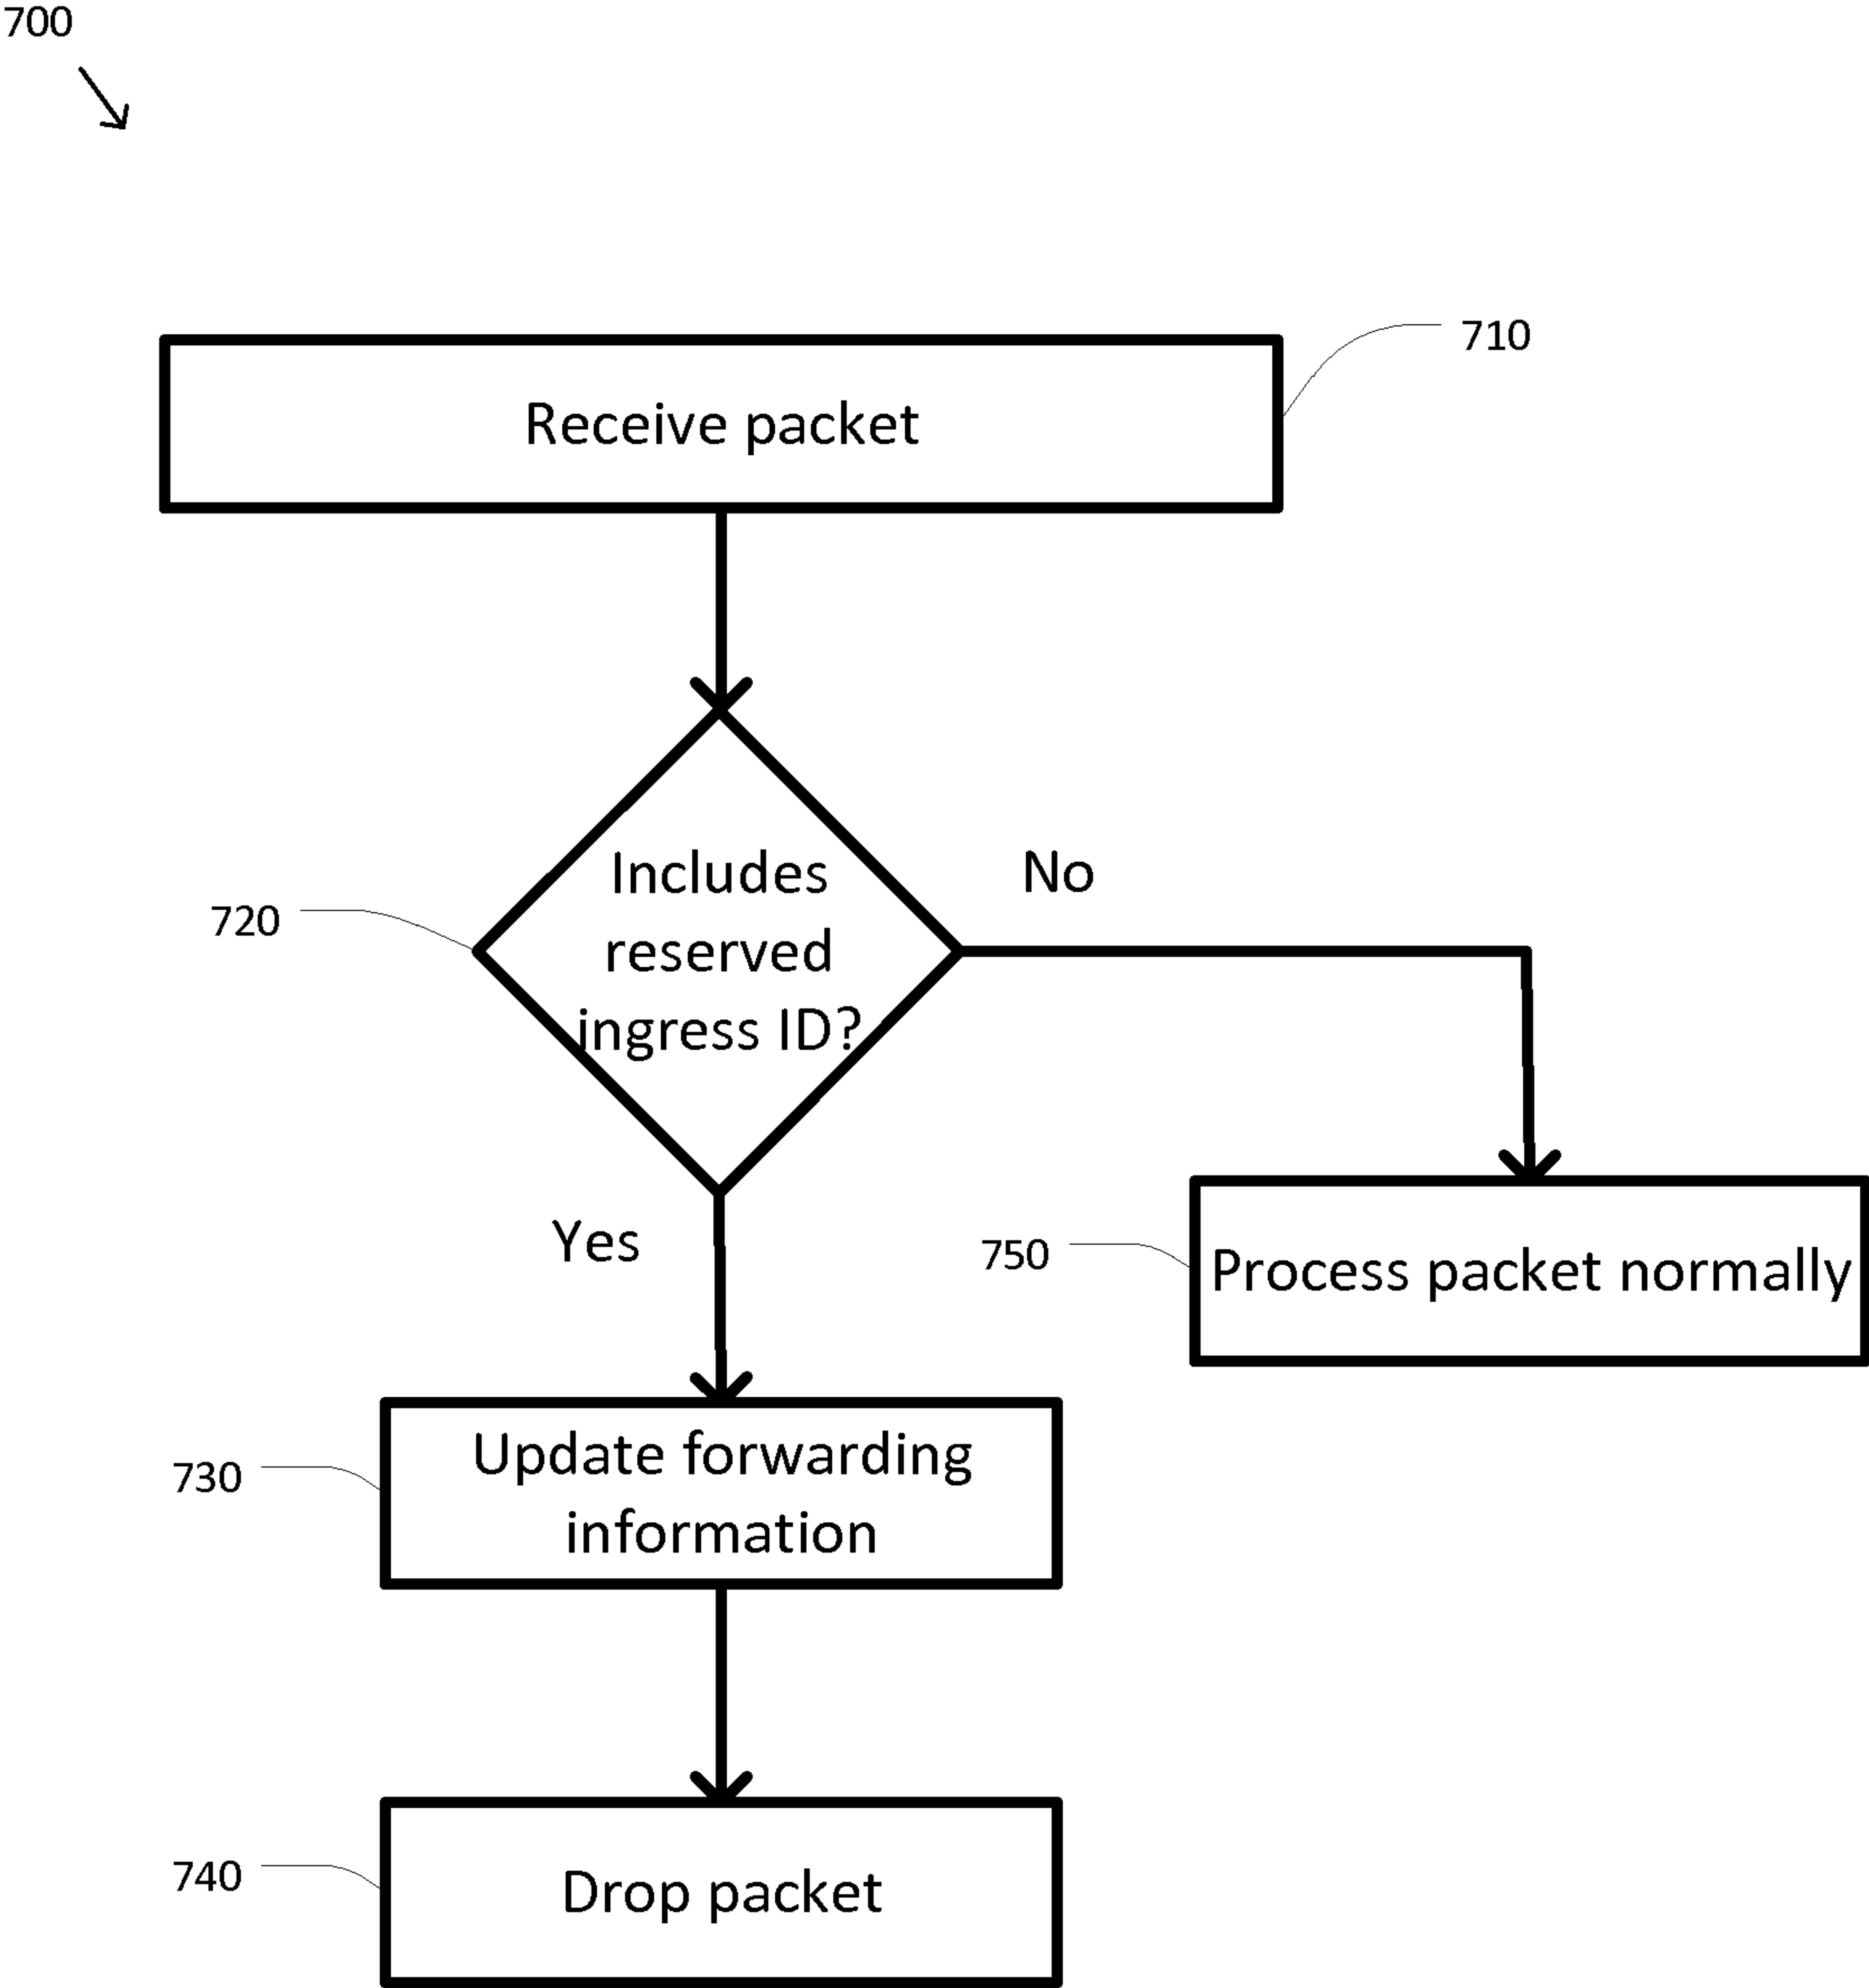 700
Receive packet
710
Includes
reserved
ingress ID?
720
No
Yes
750
Process packet normally
Update forwarding
information
730
740
Drop packet